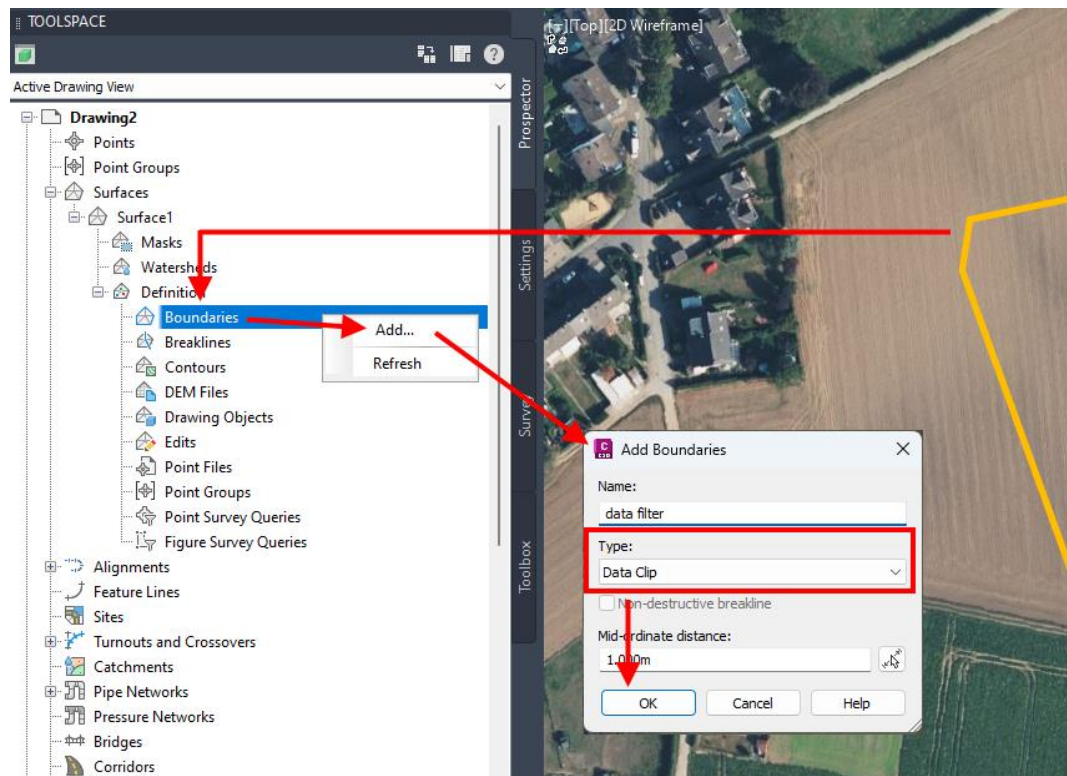 TOOLSPACE
Active Drawing View
Drawing2
Points
Point Groups
Surfaces
Surface1
Masks
Watersheds
Definition
Boundaries
Breaklines
Contours
DEM Files
Drawing Objects
Edits
Point Files
Point Groups
Point Survey Queries
Figure Survey Queries
Alignments
Feature Lines
Sites
Turnouts and Crossovers
Catchments
Pipe Networks
Pressure Networks
Bridges
Corridors
Add...
Refresh
Prospector
Settings
Survey
Toolbox
[−][Top][2D Wireframe]
C
C3D
Add Boundaries
Name:
data filter
Type:
Data Clip
Non-destructive breakline
Mid-ordinate distance:
1.000m
OK
Cancel
Help